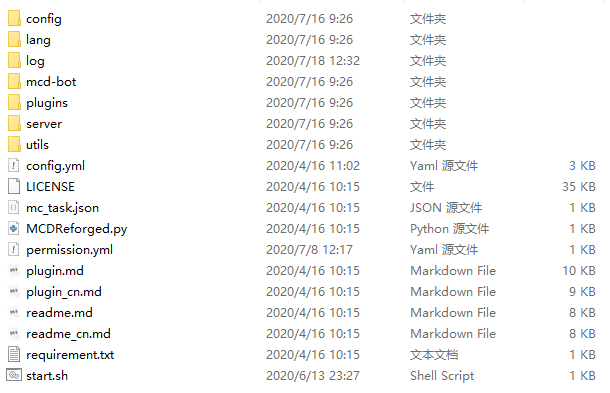 config 2020/7/16 9:26 文件夹
lang 2020/7/16 9:26 文件夹
log 2020/7/18 12:32 文件夹
mcd-bot 2020/7/16 9:26 文件夹
plugins 2020/7/16 9:26 文件夹
server 2020/7/16 9:26 文件夹
utils 2020/7/16 9:26 文件夹
config.yml 2020/4/16 11:02 Yaml 源文件 3 KB
LICENSE 2020/4/16 10:15 文件 35 KB
mc_task.json 2020/4/16 10:15 JSON 源文件 1 KB
MCDReforged.py 2020/4/16 10:15 Python 源文件 1 KB
permission.yml 2020/7/8 12:17 Yaml 源文件 1 KB
plugin.md 2020/4/16 10:15 Markdown File 10 KB
plugin_cn.md 2020/4/16 10:15 Markdown File 9 KB
readme.md 2020/4/16 10:15 Markdown File 8 KB
readme_cn.md 2020/4/16 10:15 Markdown File 8 KB
requirement.txt 2020/4/16 10:15 文本文档 1 KB
start.sh 2020/6/13 23:27 Shell Script 1 KB